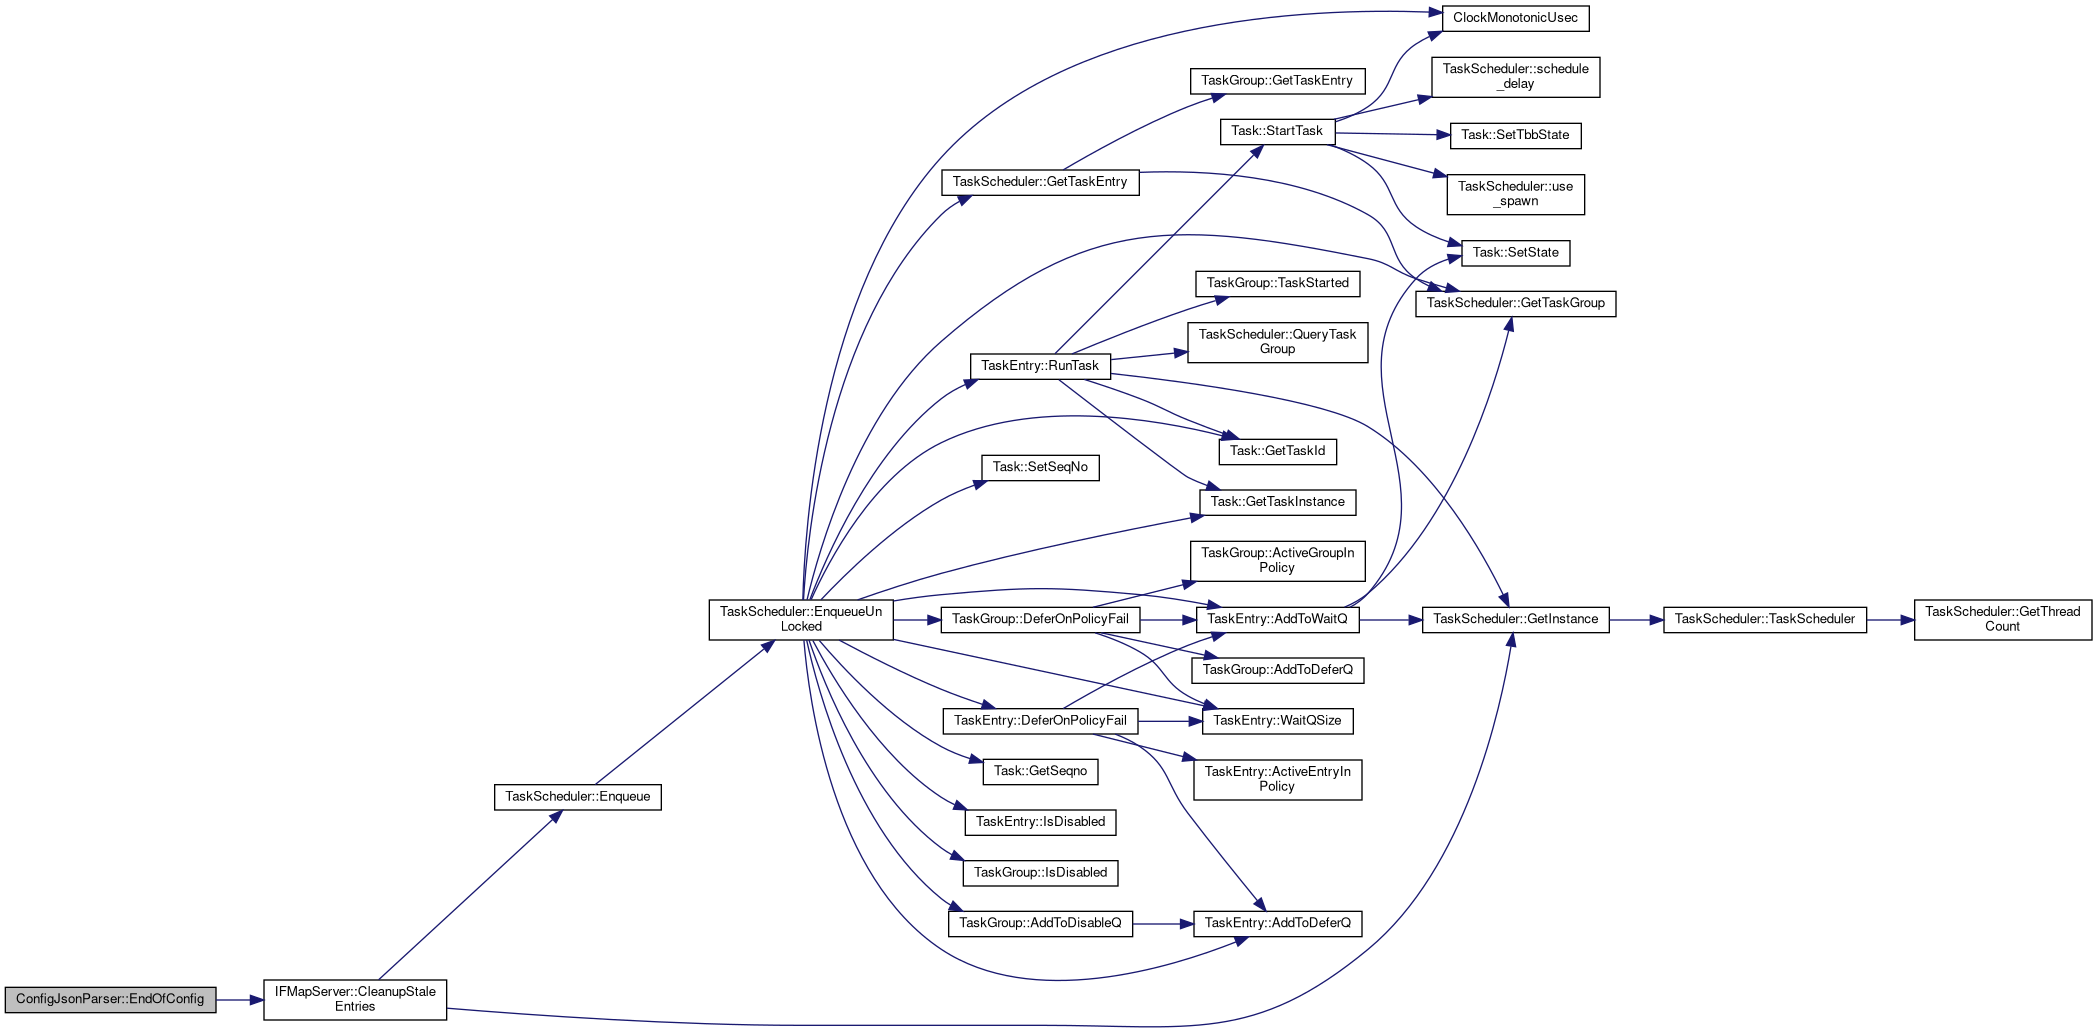 ClockMonotonicUsec
TaskScheduler::schedule
_delay
TaskGroup::GetTaskEntry
Task::StartTask
Task::SetTbbState
TaskScheduler::GetTaskEntry
TaskScheduler::use
_spawn
Task::SetState
TaskGroup::TaskStarted
TaskScheduler::GetTaskGroup
TaskScheduler::QueryTask
Group
TaskEntry::RunTask
Task::GetTaskId
Task::SetSeqNo
Task::GetTaskInstance
TaskGroup::ActiveGroupIn
Policy
TaskScheduler::EnqueueUn
Locked
TaskGroup::DeferOnPolicyFail
TaskEntry::AddToWaitQ
TaskScheduler::GetInstance
TaskScheduler::TaskScheduler
TaskScheduler::GetThread
Count
TaskGroup::AddToDeferQ
TaskEntry::DeferOnPolicyFail
TaskEntry::WaitQSize
Task::GetSeqno
TaskEntry::ActiveEntryIn
Policy
TaskScheduler::Enqueue
TaskEntry::IsDisabled
TaskGroup::IsDisabled
TaskGroup::AddToDisableQ
TaskEntry::AddToDeferQ
ConfigJsonParser::EndOfConfig
IFMapServer::CleanupStale
Entries